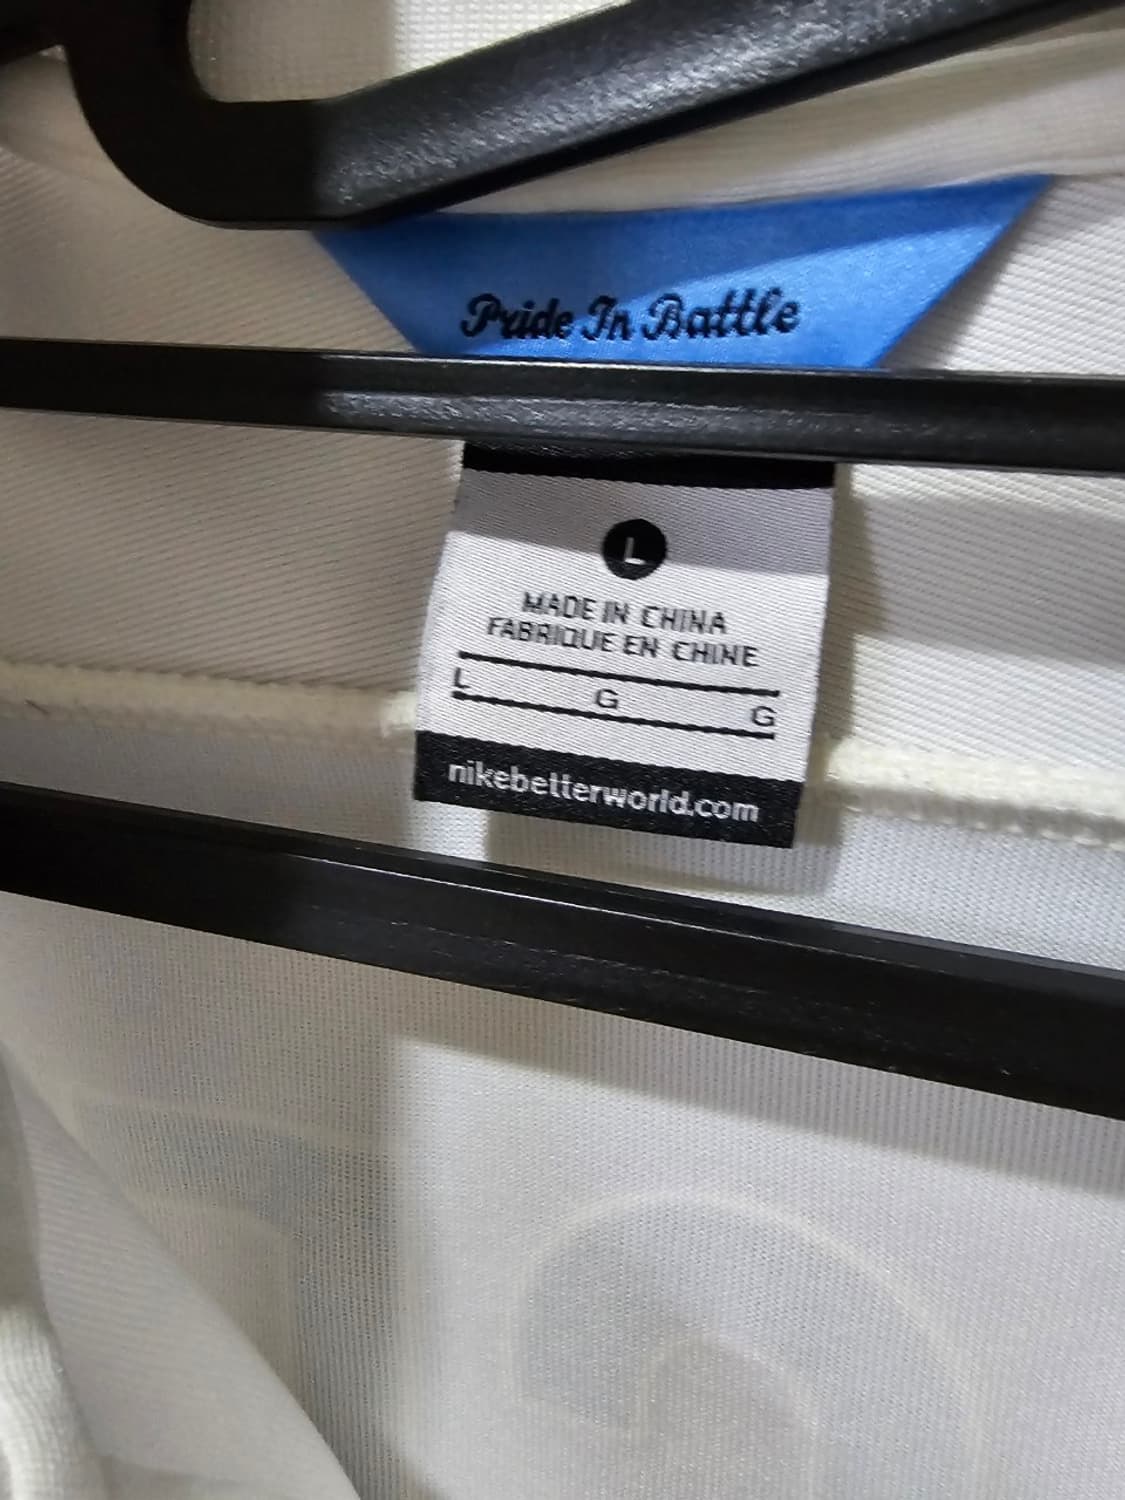 Pride In Battle
L
MADE IN CHINA
FABRIQUE EN CHINE
L G G
nikebetterworld.com